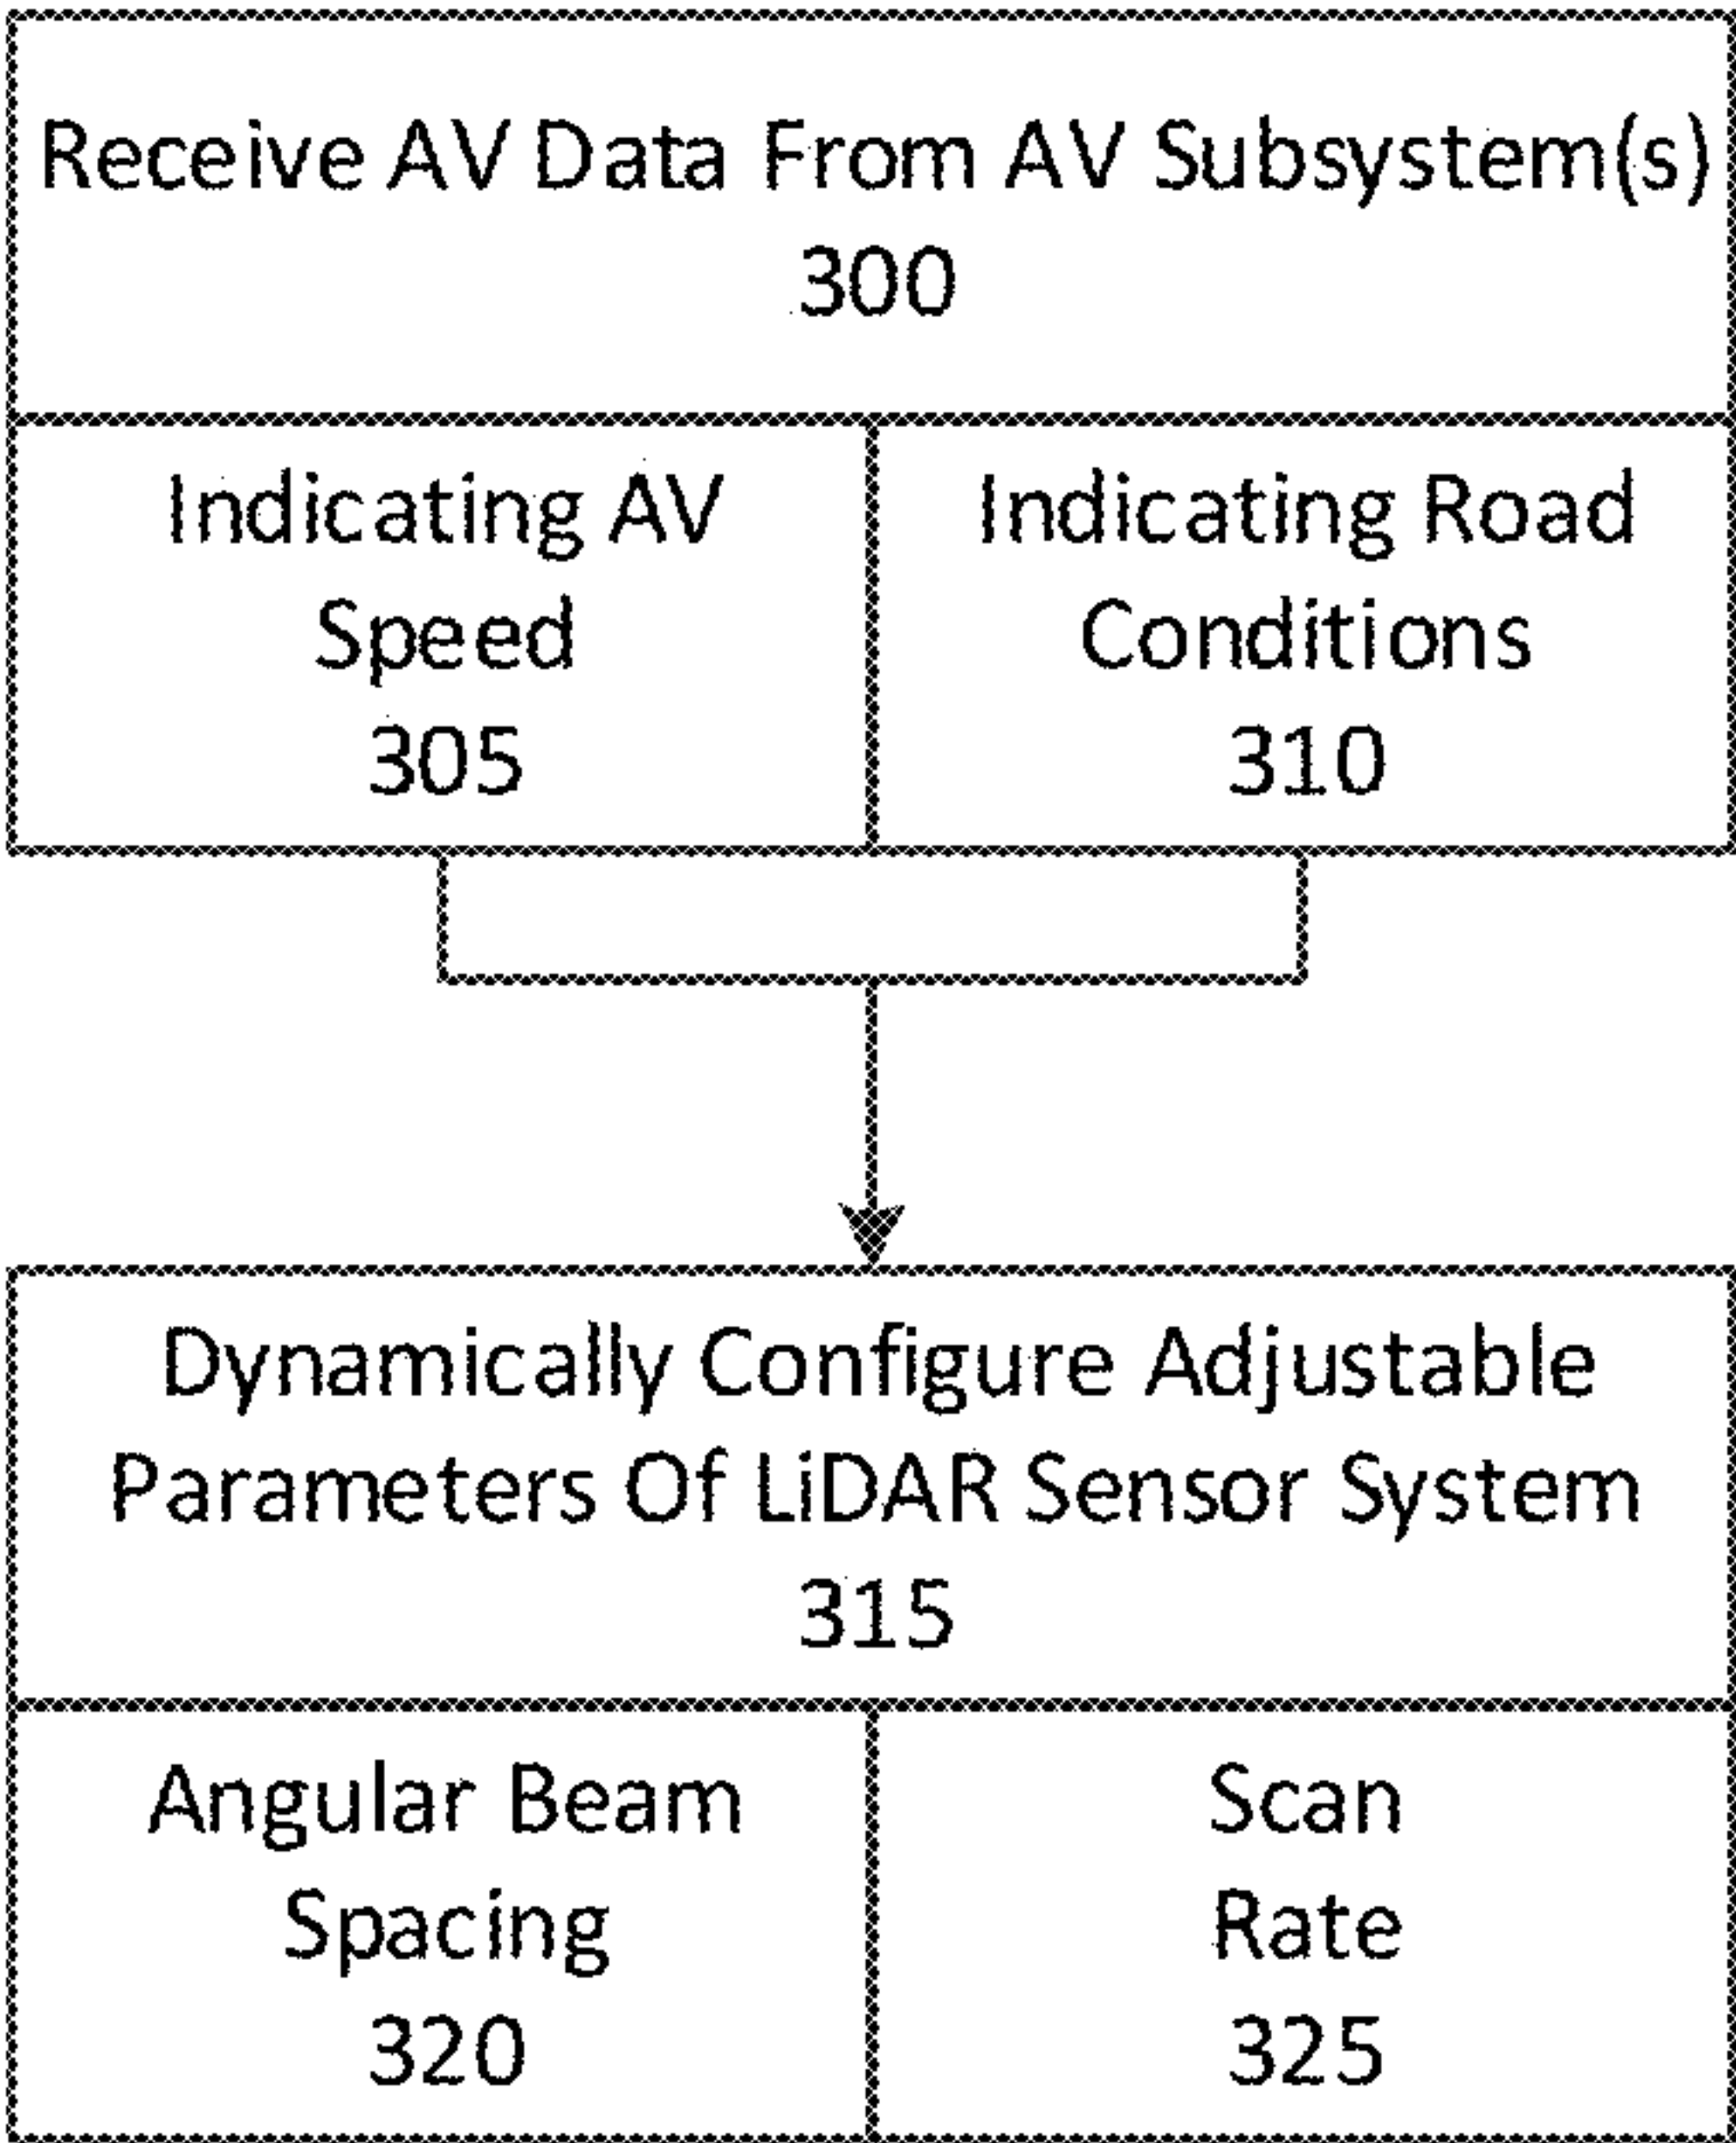 Receive AV Data From AV Subsystem(s)
300
Indicating AV
Speed
305
Indicating Road
Conditions
310
Dynamically Configure Adjustable
Parameters Of LiDAR Sensor System
315
Angular Beam
Spacing
320
Scan
Rate
325